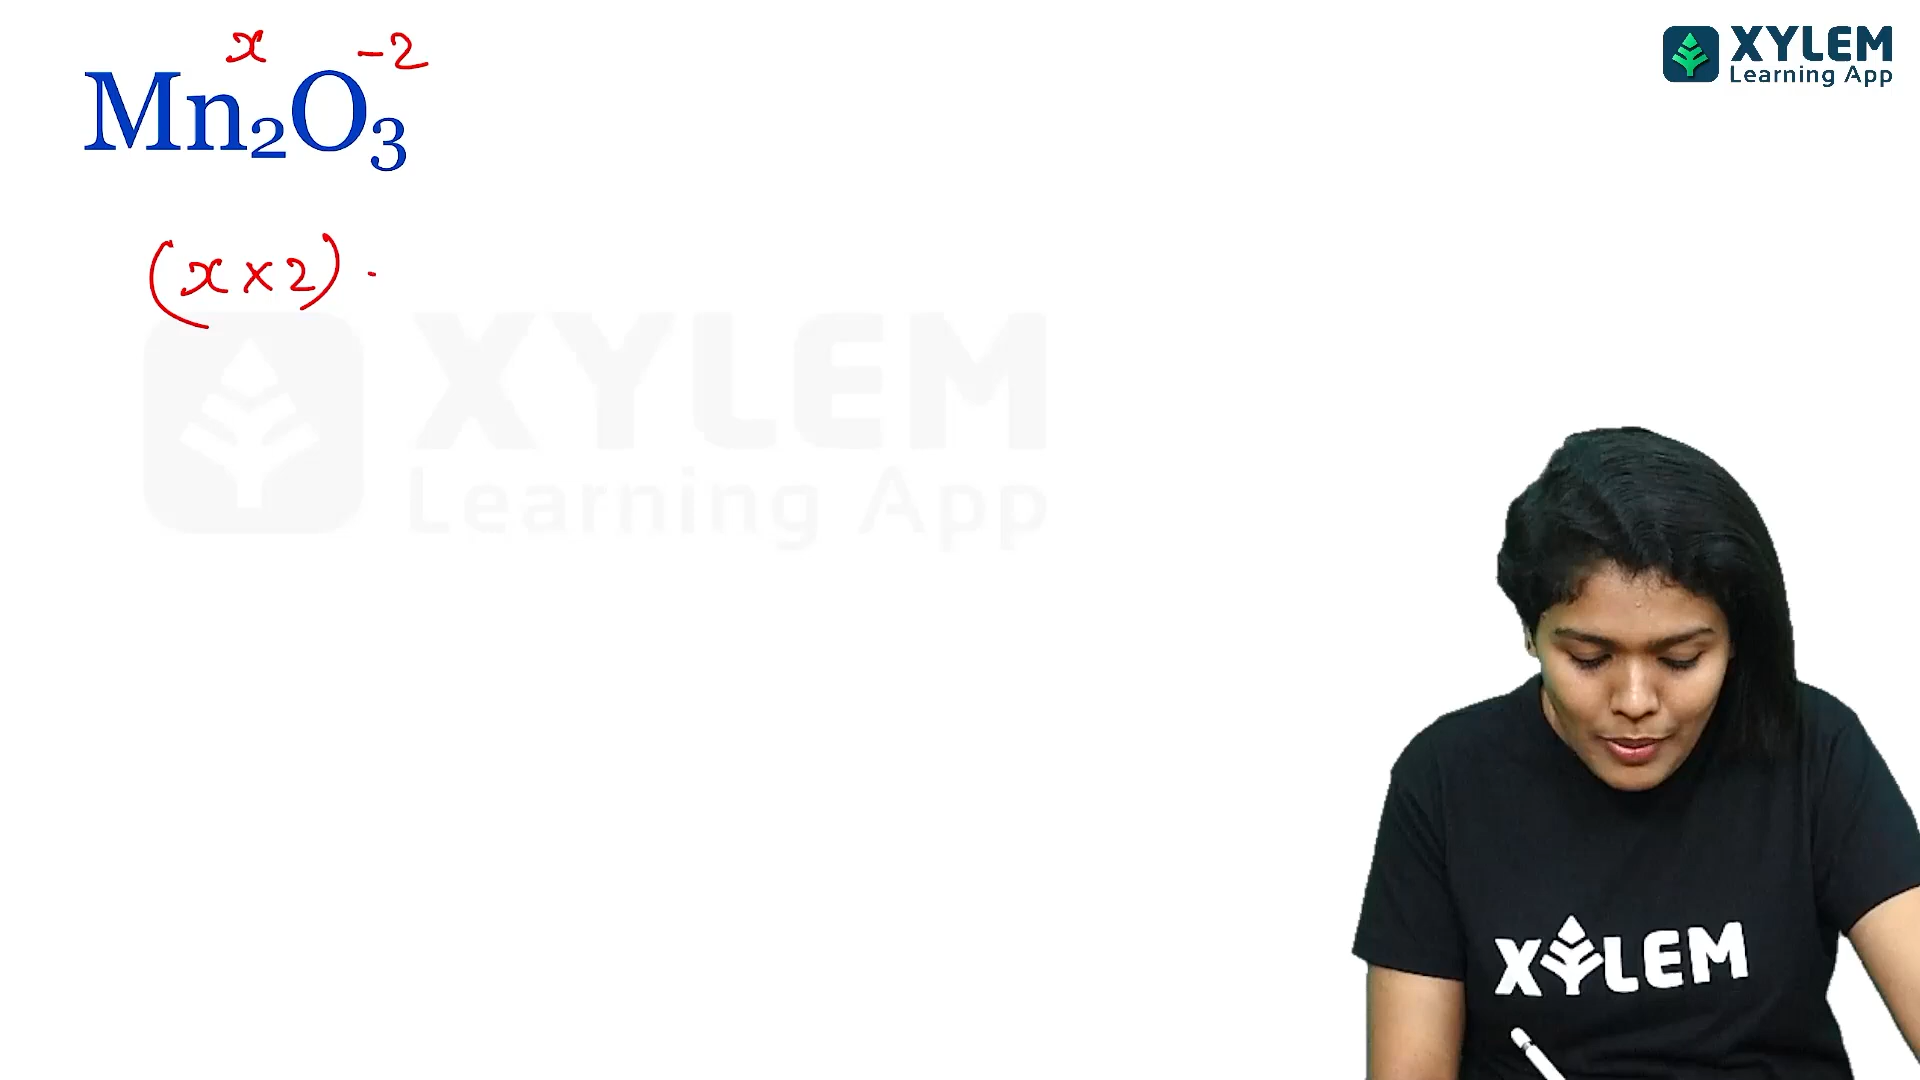 x -2
Mn₂O₃
(x × 2) ·
XYLEM
Learning App
XYLEM
Learning App
XYLEM